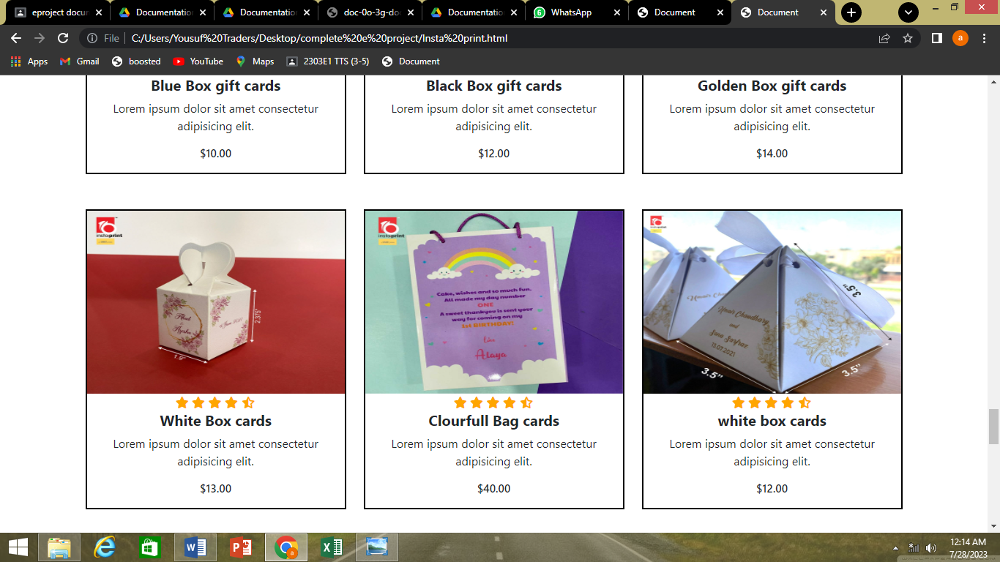 eproject docum
Documentatio
Documentatio
doc-0o-3g-doc
Documentatio
6 WhatsApp
Document
Document
File C:/Users/Yousuf%20Traders/Desktop/complete%20e%20project/Insta%20print.html
a
Apps Gmail boosted YouTube Maps 2303E1 TTS (3-5) Document
Blue Box gift cards
Lorem ipsum dolor sit amet consectetur
adipisicing elit.
$10.00
Black Box gift cards
Lorem ipsum dolor sit amet consectetur
adipisicing elit.
$12.00
Golden Box gift cards
Lorem ipsum dolor sit amet consectetur
adipisicing elit.
$14.00
instaprint
2.375"
1.9"
White Box cards
Lorem ipsum dolor sit amet consectetur
adipisicing elit.
$13.00
instaprint
Cake, wishes and so much fun.
All made my day number
ONE
A sweet thankyou is sent your
way for coming on my
1st BIRTHDAY!
Alaya
Clourfull Bag cards
Lorem ipsum dolor sit amet consectetur
adipisicing elit.
$40.00
Chaudhary
and
13.07.2021
3.5"
3.5"
3.5"
white box cards
Lorem ipsum dolor sit amet consectetur
adipisicing elit.
$12.00
12:14 AM
7/28/2023